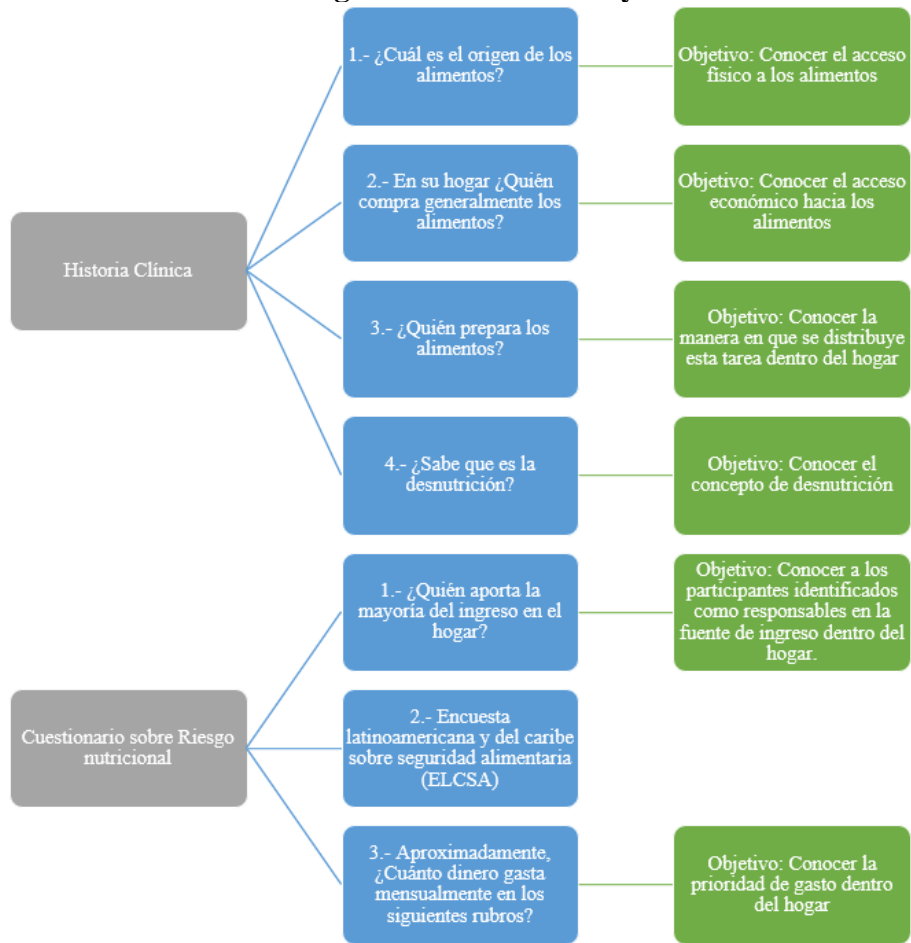 Historia Clínica
1.- ¿Cuál es el origen de los
alimentos?
Objetivo: Conocer el acceso
físico a los alimentos
2.- En su hogar ¿Quién
compra generalmente los
alimentos?
Objetivo: Conocer el acceso
económico hacia los
alimentos
3.- ¿Quién prepara los
alimentos?
Objetivo: Conocer la
manera en que se distribuye
esta tarea dentro del hogar
4.- ¿Sabe que es la
desnutrición?
Objetivo: Conocer el
concepto de desnutrición
Cuestionario sobre Riesgo
nutricional
1.- ¿Quién aporta la
mayoría del ingreso en el
hogar?
Objetivo: Conocer a los
participantes identificados
como responsables en la
fuente de ingreso dentro del
hogar.
2.- Encuesta
latinoamericana y del caribe
sobre seguridad alimentaria
(ELCSA)
3.- Aproximadamente,
¿Cuánto dinero gasta
mensualmente en los
siguientes rubros?
Objetivo: Conocer la
prioridad de gasto dentro
del hogar